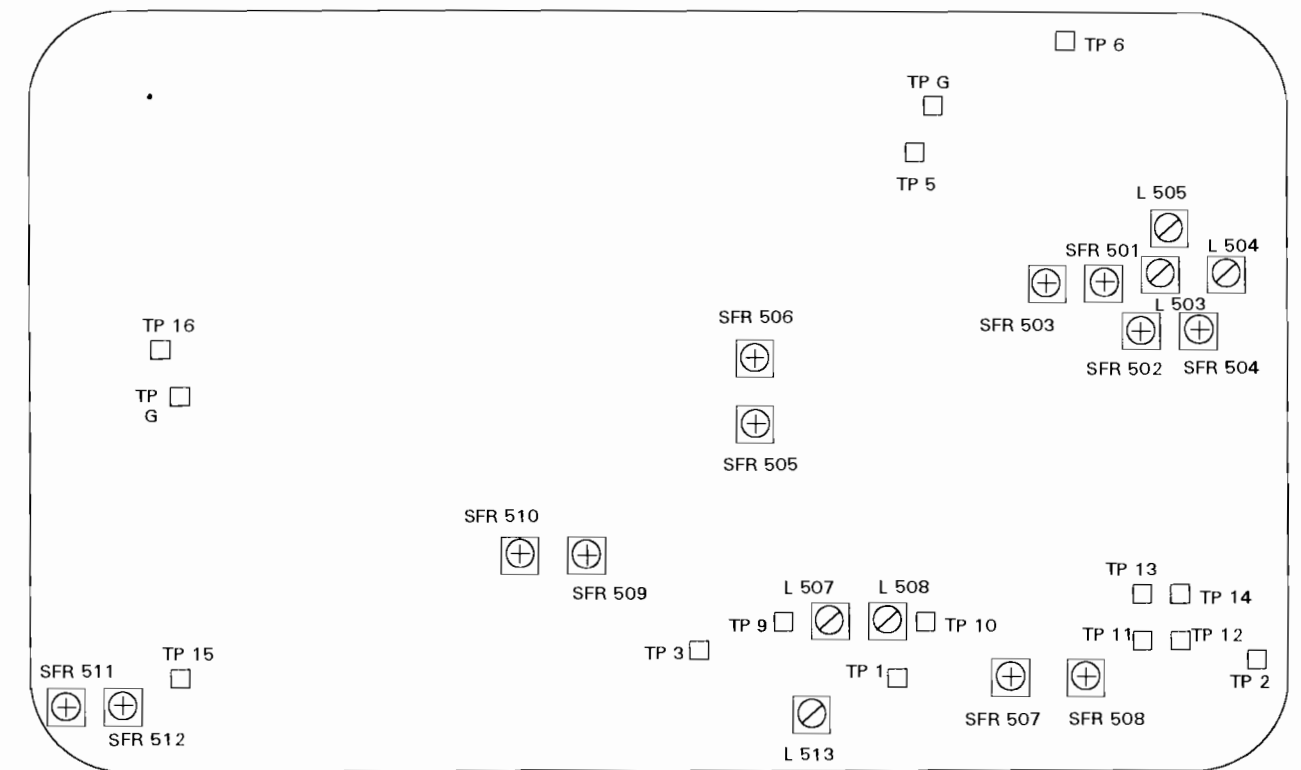 TP 6
TP G
TP 5
L 505
SFR 501
L 504
L 503
SFR 503
SFR 502
SFR 504
SFR 506
TP 16
TP
G
SFR 505
SFR 510
SFR 509
TP 13
TP 14
L 507
L 508
TP 9
TP 10
TP 11
TP 12
TP 3
TP 1
TP 2
TP 15
SFR 511
SFR 512
SFR 507
SFR 508
L 513